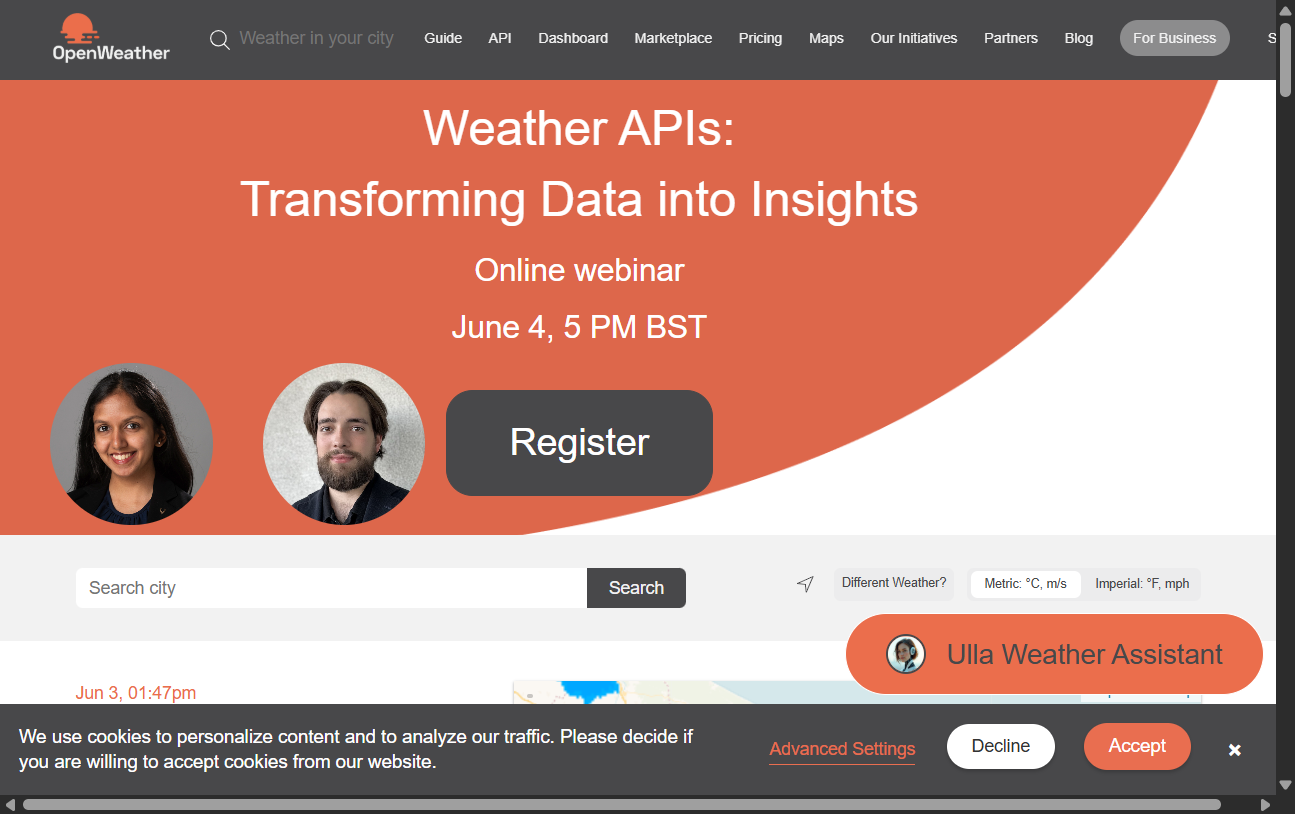 OpenWeather
Weather in your city
Guide
API
Dashboard
Marketplace
Pricing
Maps
Our Initiatives
Partners
Blog
For Business
Weather APIs:
Transforming Data into Insights
Online webinar
June 4, 5 PM BST
Register
Search city
Search
Different Weather?
Metric: °C, m/s
Imperial: °F, mph
Ulla Weather Assistant
Jun 3, 01:47pm
We use cookies to personalize content and to analyze our traffic. Please decide if
you are willing to accept cookies from our website.
Advanced Settings
Decline
Accept